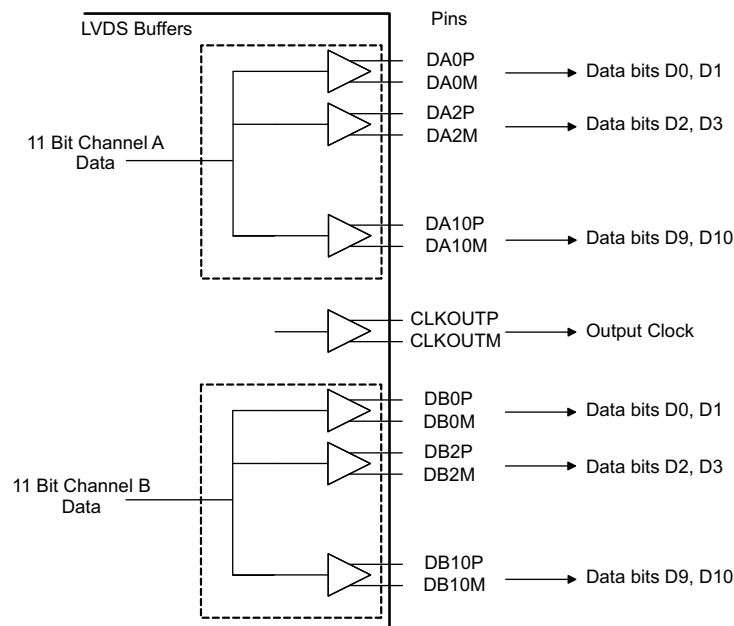 Pins
LVDS Buffers
DA0P
DA0M
Data bits D0, D1
DA2P
DA2M
Data bits D2, D3
11 Bit Channel A
Data
DA10P
DA10M
Data bits D9, D10
CLKOUTP
CLKOUTM
Output Clock
DB0P
DB0M
Data bits D0, D1
DB2P
DB2M
Data bits D2, D3
11 Bit Channel B
Data
DB10P
DB10M
Data bits D9, D10